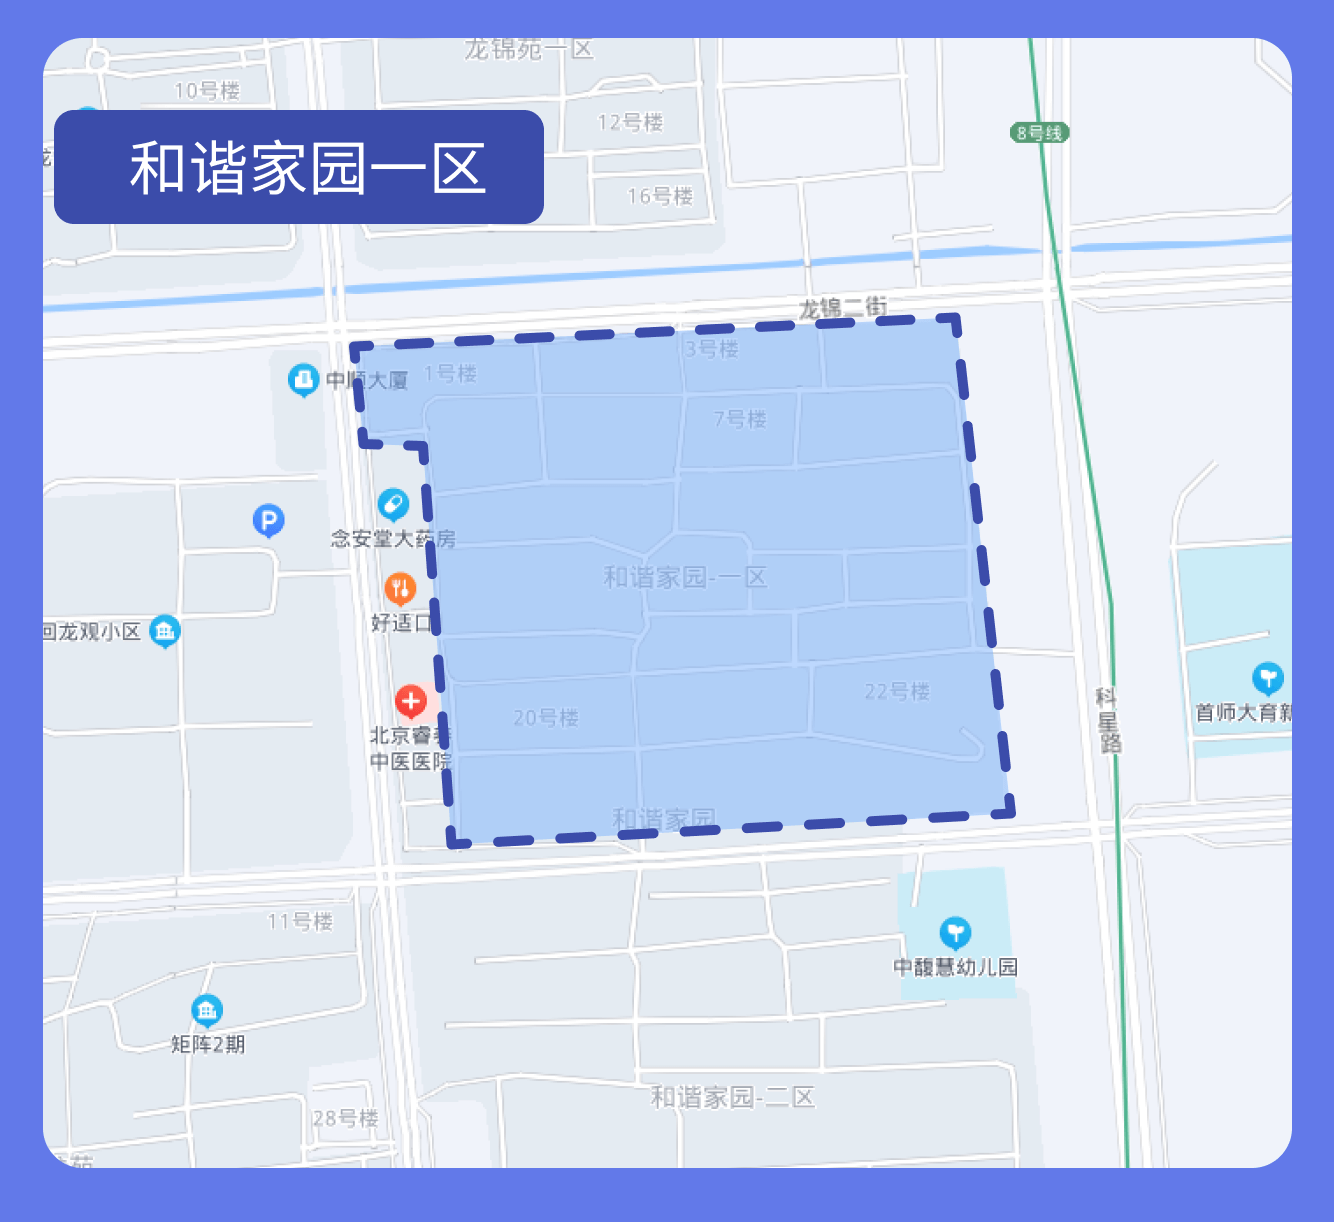 龙锦苑一区
10号楼
12号楼
8号线
和谐家园一区
16号楼
龙锦二街
3号楼
1号楼
中顺大厦
7号楼
念安堂大药房
和谐家园-一区
好适口
回龙观小区
22号楼
科星路
首师大育新
20号楼
北京睿泰
中医医院
和谐家园
11号楼
中馥慧幼儿园
矩阵2期
和谐家园-二区
28号楼